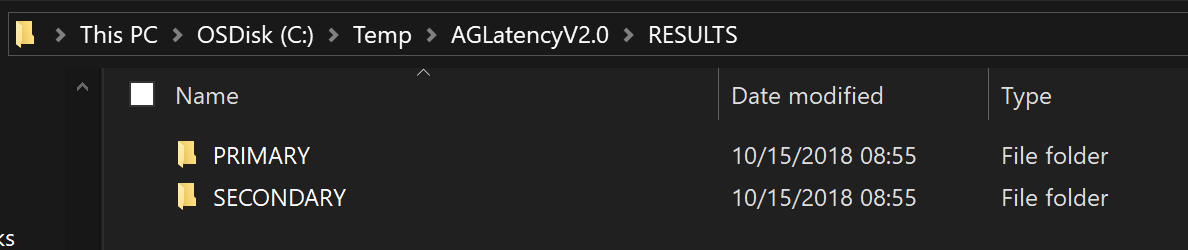 This PC > OSDisk (C:) > Temp > AGLatencyV2.0 > RESULTS
Name Date modified Type
PRIMARY 10/15/2018 08:55 File folder
SECONDARY 10/15/2018 08:55 File folder
ks